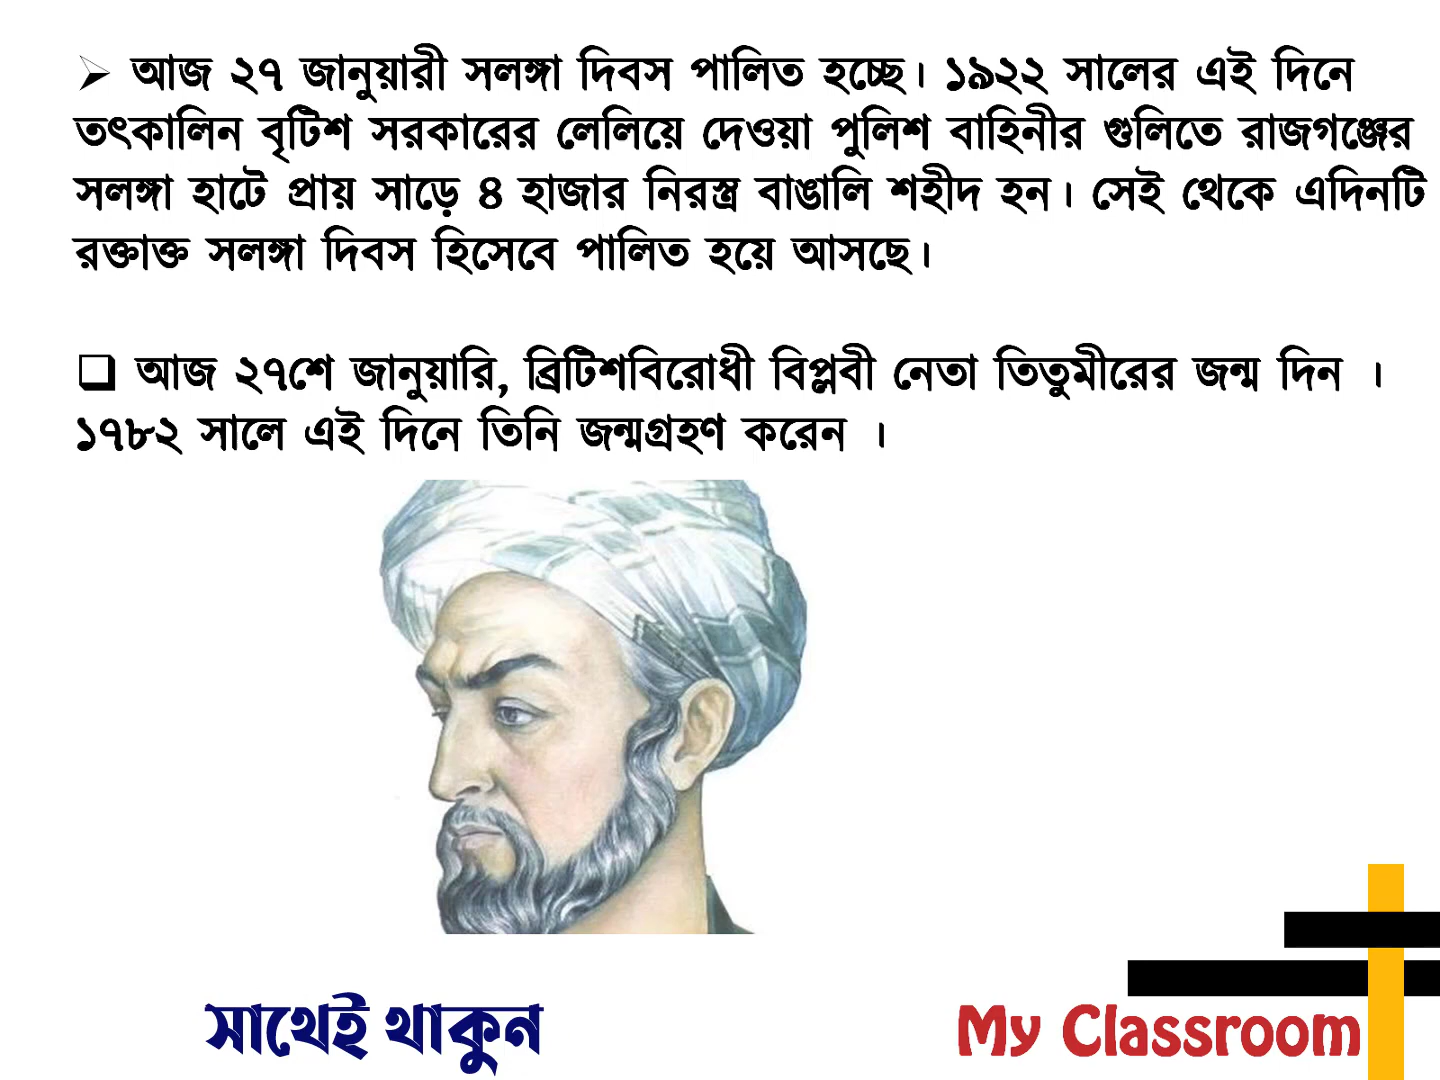 আজ ২৭ জানুয়ারী সলঙ্গা দিবস পালিত হচ্ছে। ১৯২২ সালের এই দিনে
তৎকালিন বৃটিশ সরকারের লেলিয়ে দেওয়া পুলিশ বাহিনীর গুলিতে রাজগঞ্জের
সলঙ্গা হাটে প্রায় সাড়ে ৪ হাজার নিরস্ত্র বাঙালি শহীদ হন। সেই থেকে এদিনটি
রক্তাক্ত সলঙ্গা দিবস হিসেবে পালিত হয়ে আসছে।
আজ ২৭শে জানুয়ারি, ব্রিটিশবিরোধী বিপ্লবী নেতা তিতুমীরের জন্ম দিন ।
১৭৮২ সালে এই দিনে তিনি জন্মগ্রহণ করেন ।
সাথেই থাকুন
My Classroom